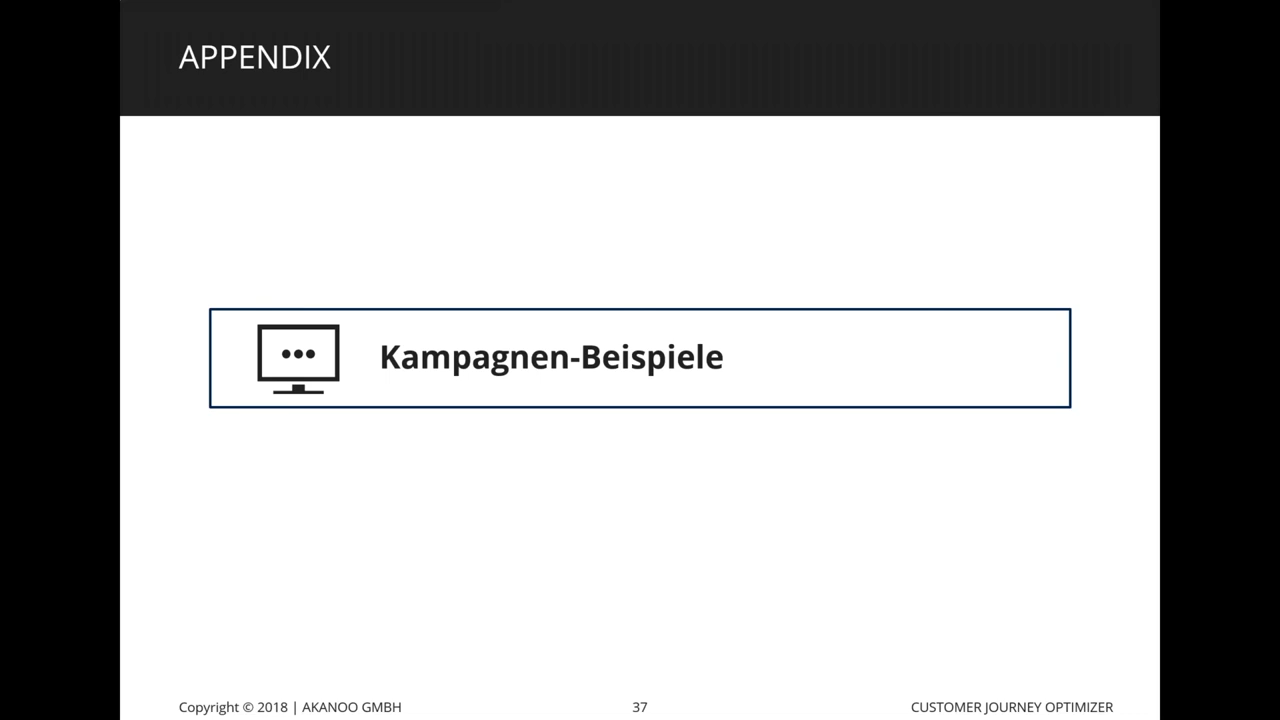 APPENDIX
Kampagnen-Beispiele
Copyright © 2018 | AKANOO GMBH
37
CUSTOMER JOURNEY OPTIMIZER